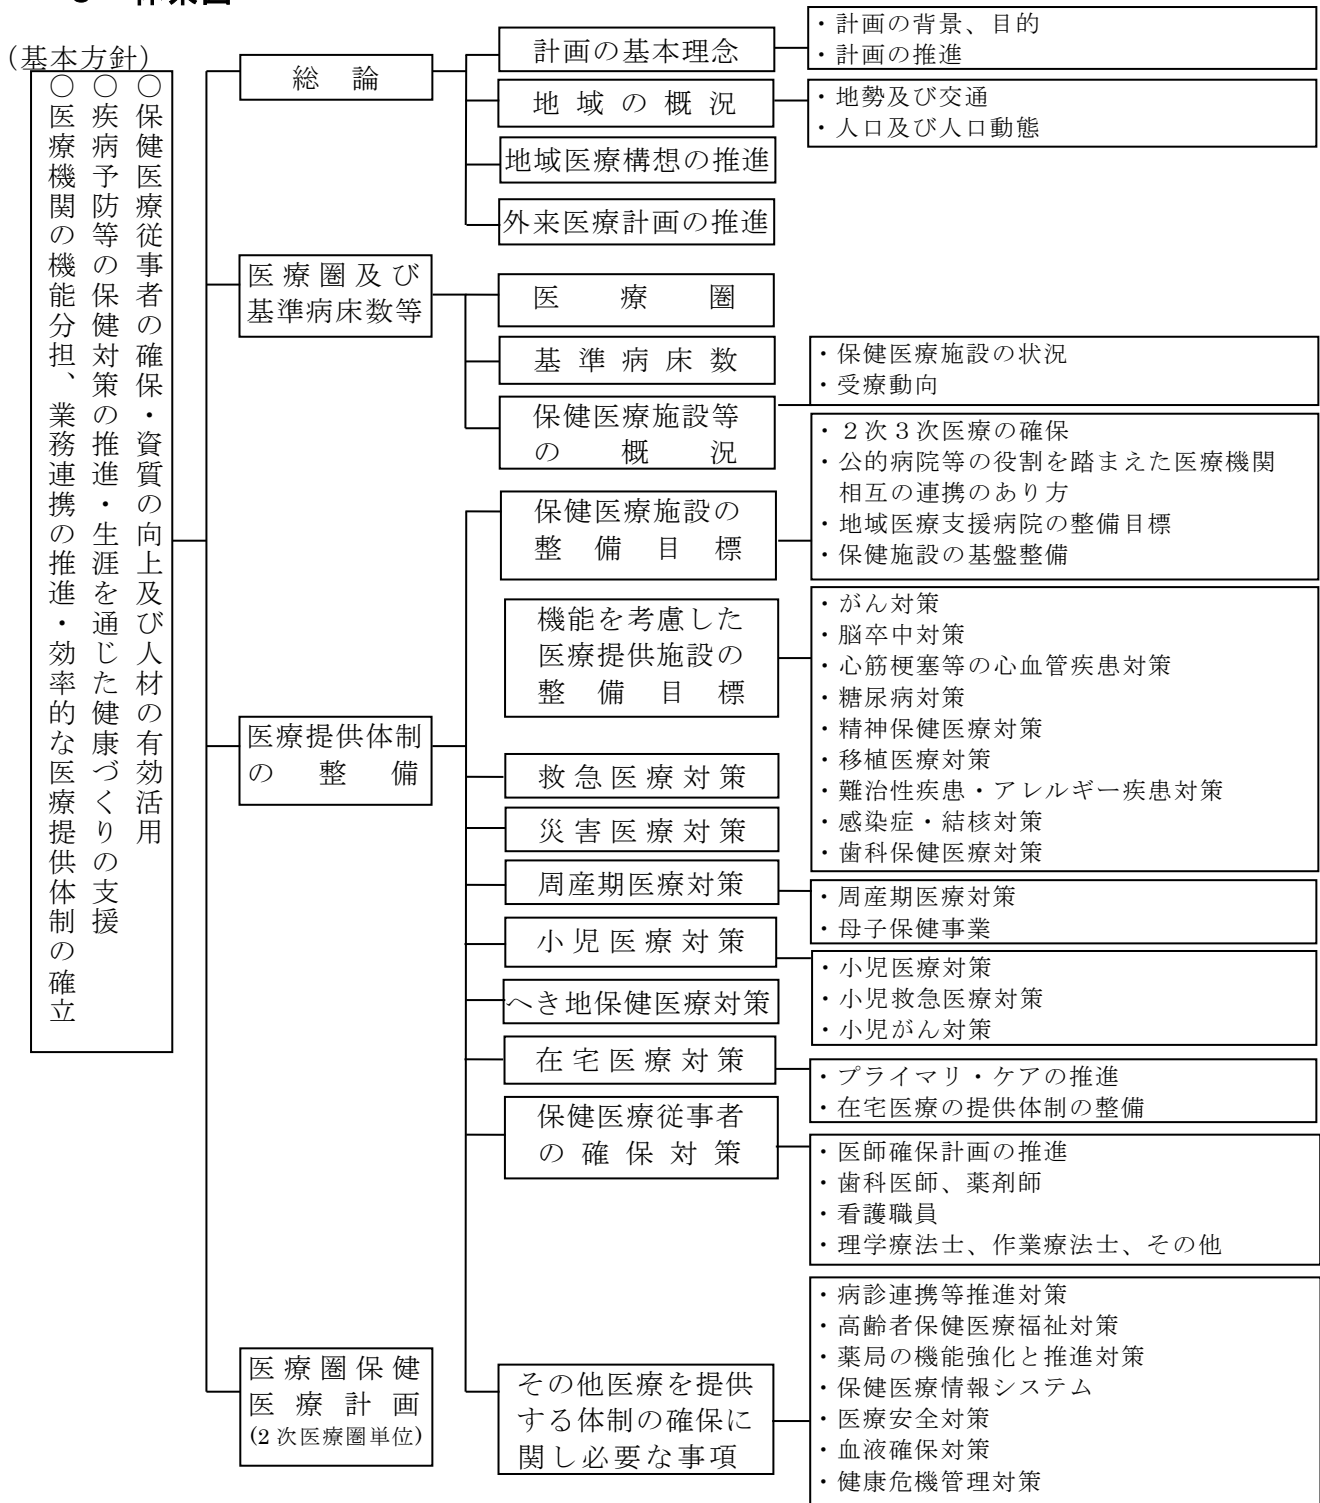 (基本方針)
○保健医療従事者の確保・資質の向上及び人材の有効活用
○疾病予防等の保健対策の推進・生涯を通じた健康づくりの支援
○医療機関の機能分担、業務連携の推進・効率的な医療提供体制の確立
総論
計画の基本理念
・計画の背景、目的
・計画の推進
地域の概況
・地勢及び交通
・人口及び人口動態
地域医療構想の推進
外来医療計画の推進
医療圏及び
基準病床数等
医療圏
基準病床数
保健医療施設等
の概況
・保健医療施設の状況
・受療動向
医療提供体制
の整備
保健医療施設の
整備目標
・2次3次医療の確保
・公的病院等の役割を踏まえた医療機関
相互の連携のあり方
・地域医療支援病院の整備目標
・保健施設の基盤整備
機能を考慮した
医療提供施設の
整備目標
・がん対策
・脳卒中対策
・心筋梗塞等の心血管疾患対策
・糖尿病対策
・精神保健医療対策
・移植医療対策
・難治性疾患・アレルギー疾患対策
・感染症・結核対策
・歯科保健医療対策
救急医療対策
災害医療対策
周産期医療対策
・周産期医療対策
・母子保健事業
小児医療対策
・小児医療対策
・小児救急医療対策
・小児がん対策
へき地保健医療対策
在宅医療対策
・プライマリ・ケアの推進
・在宅医療の提供体制の整備
保健医療従事者
の確保対策
・医師確保計画の推進
・歯科医師、薬剤師
・看護職員
・理学療法士、作業療法士、その他
その他医療を提供
する体制の確保に
関し必要な事項
・病診連携等推進対策
・高齢者保健医療福祉対策
・薬局の機能強化と推進対策
・保健医療情報システム
・医療安全対策
・血液確保対策
・健康危機管理対策
医療圏保健
医療計画
(2次医療圏単位)